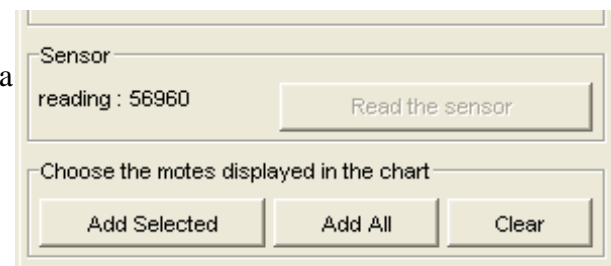 Sensor
a
reading : 56960 Read the sensor
Choose the motes displayed in the chart
Add Selected Add All Clear